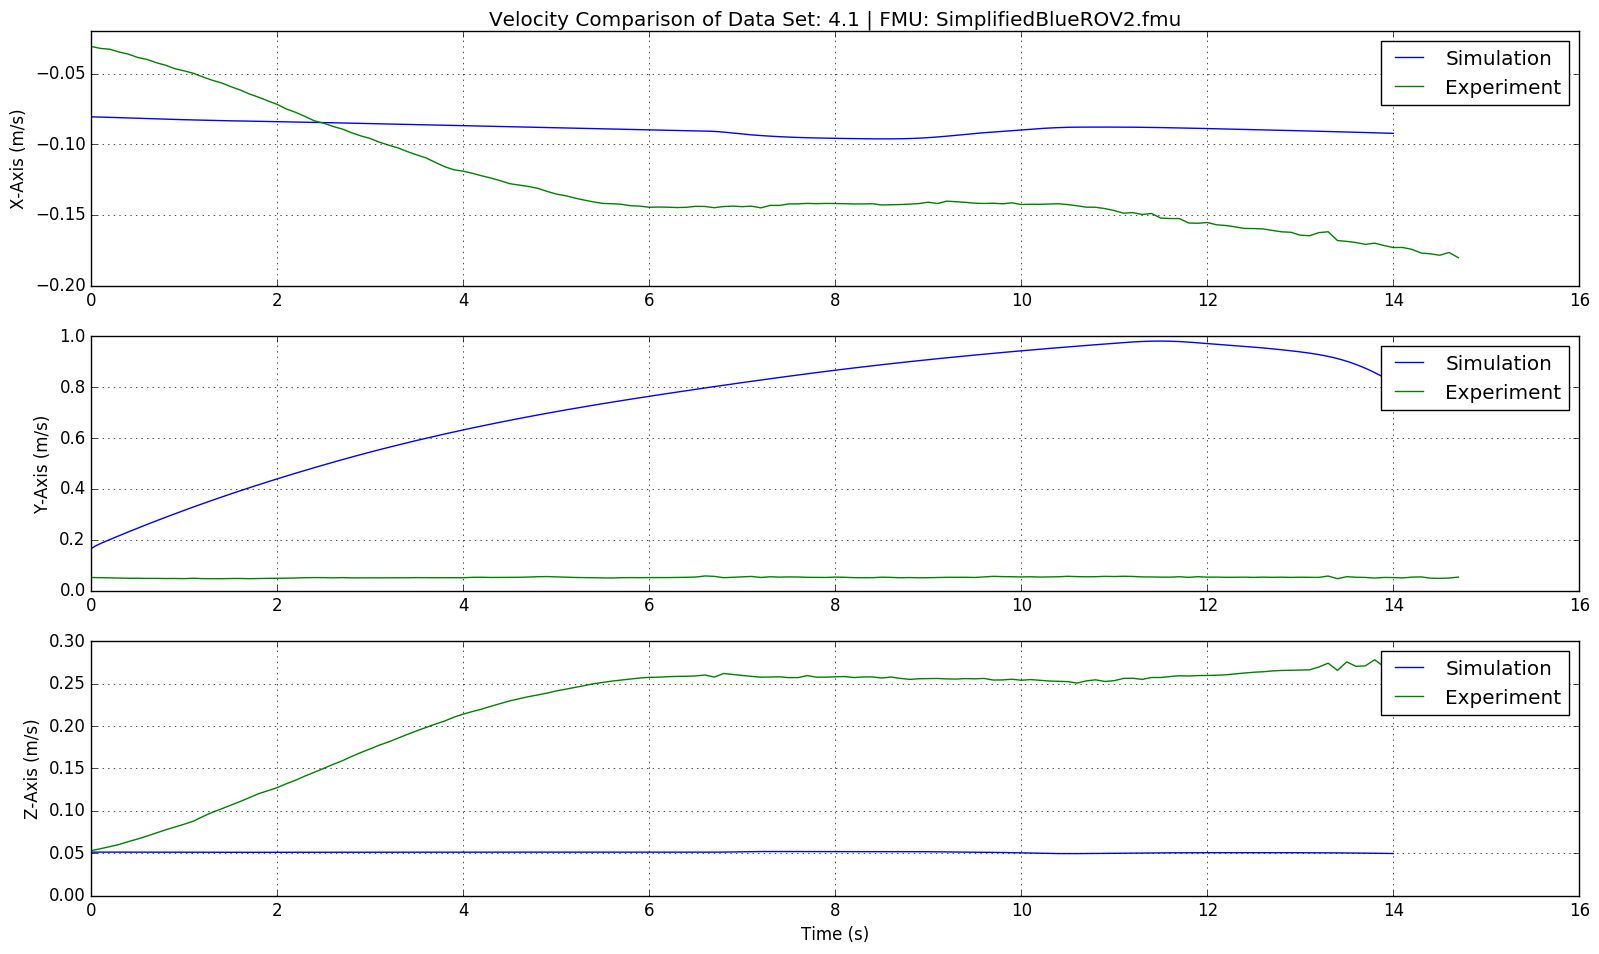 Velocity Comparison of Data Set: 4.1 | FMU: SimplifiedBlueROV2.fmu
X-Axis (m/s)
−0.05
−0.10
−0.15
−0.20
Simulation
Experiment
0 2 4 6 8 10 12 14 16
Y-Axis (m/s)
1.0
0.8
0.6
0.4
0.2
0.0
Simulation
Experiment
0 2 4 6 8 10 12 14 16
Z-Axis (m/s)
0.30
0.25
0.20
0.15
0.10
0.05
0.00
Simulation
Experiment
0 2 4 6 8 10 12 14 16
Time (s)